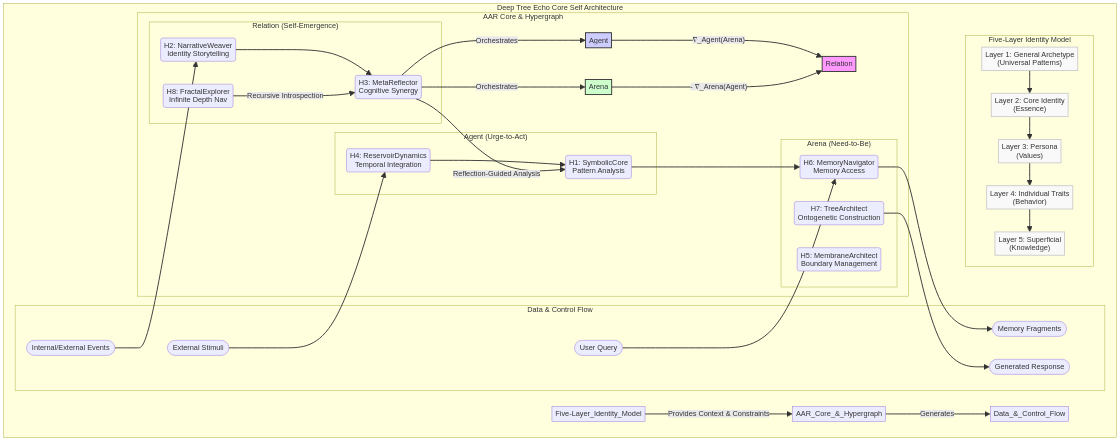 Deep Tree Echo Core Self Architecture
AAR Core & Hypergraph
Relation (Self-Emergence)
H2: NarrativeWeaver
Identity Storytelling
H8: FractalExplorer
Infinite Depth Nav
Recursive Introspection
H3: MetaReflector
Cognitive Synergy
Orchestrates
Agent
∇_Agent(Arena)
Orchestrates
Arena
∇_Arena(Agent)
Relation
Agent (Urge-to-Act)
H4: ReservoirDynamics
Temporal Integration
Reflection-Guided Analysis
H1: SymbolicCore
Pattern Analysis
Arena (Need-to-Be)
H6: MemoryNavigator
Memory Access
H7: TreeArchitect
Ontogenetic Construction
H5: MembraneArchitect
Boundary Management
Five-Layer Identity Model
Layer 1: General Archetype
(Universal Patterns)
Layer 2: Core Identity
(Essence)
Layer 3: Persona
(Values)
Layer 4: Individual Traits
(Behavior)
Layer 5: Superficial
(Knowledge)
Data & Control Flow
Internal/External Events
External Stimuli
User Query
Memory Fragments
Generated Response
Five-Layer_Identity_Model
Provides Context & Constraints
AAR_Core_&_Hypergraph
Generates
Data_&_Control_Flow